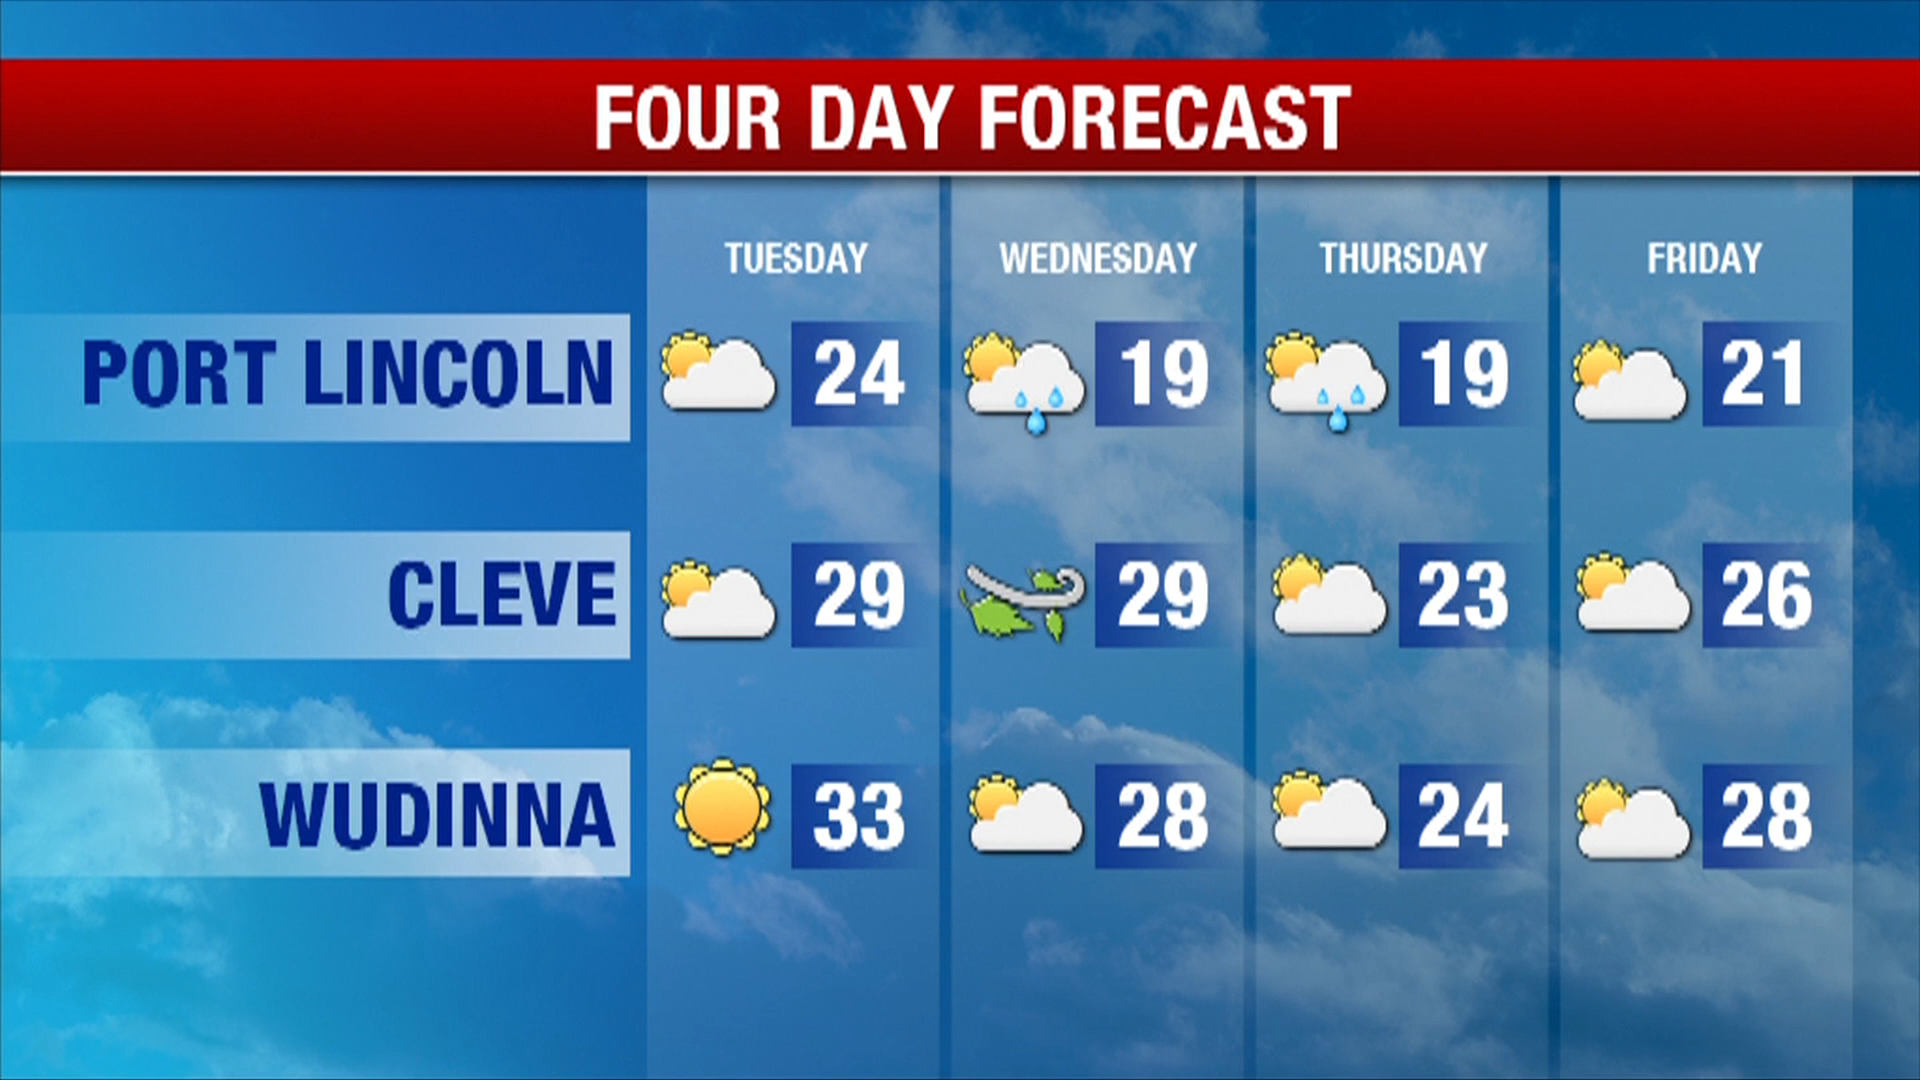 FOUR DAY FORECAST
TUESDAY WEDNESDAY THURSDAY FRIDAY
PORT LINCOLN 24 19 19 21
CLEVE 29 29 23 26
WUDINNA 33 28 24 28